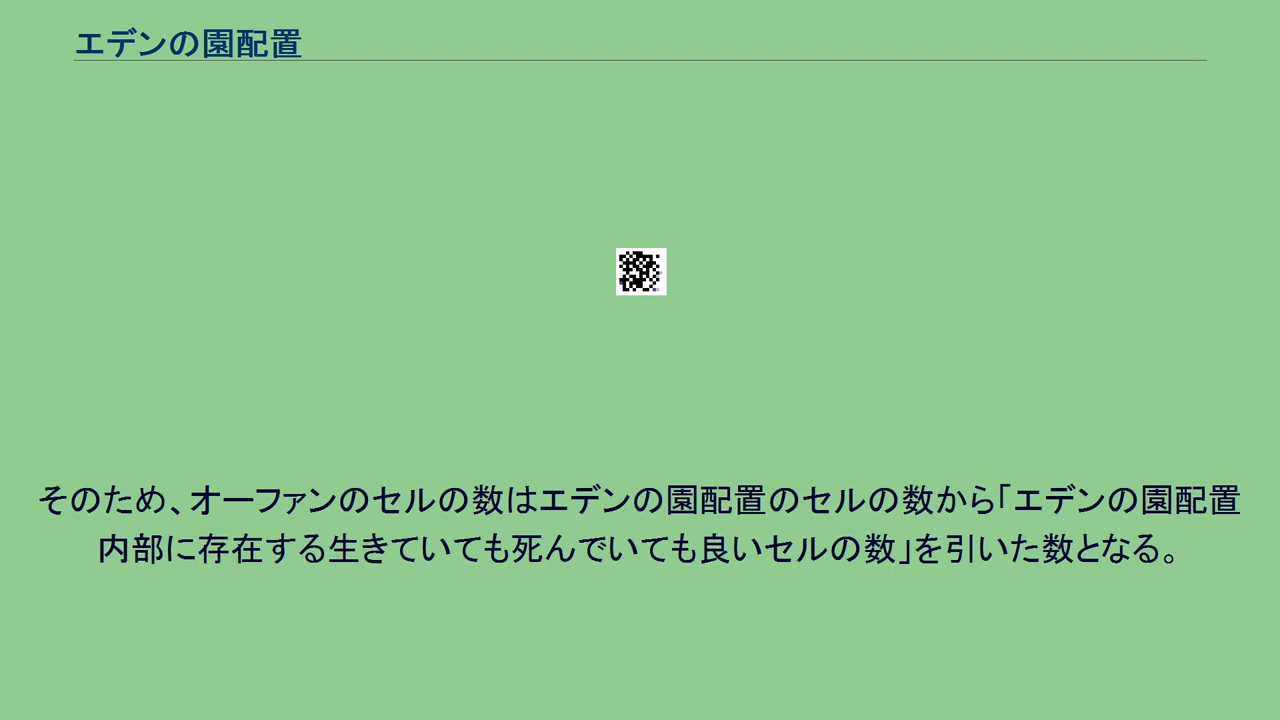 エデンの園配置
そのため、オーファンのセルの数はエデンの園配置のセルの数から「エデンの園配置
内部に存在する生きていても死んでいても良いセルの数」を引いた数となる。